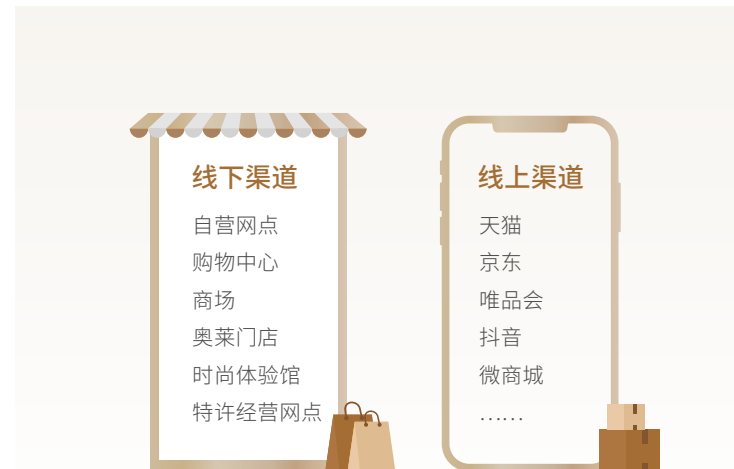 线下渠道
自营网点
购物中心
商场
奥莱门店
时尚体验馆
特许经营网点
线上渠道
天猫
京东
唯品会
抖音
微商城
……